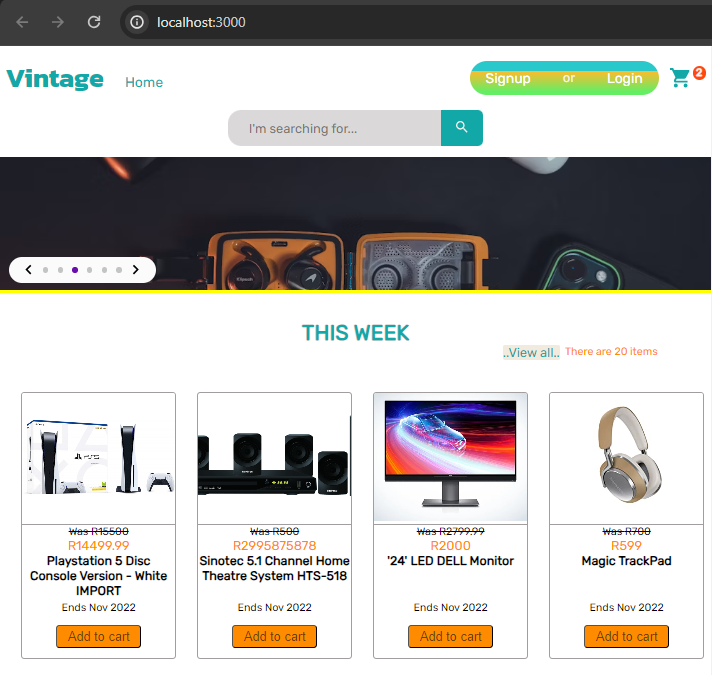 localhost:3000
Vintage
Home
Signup or Login
2
I'm searching for...
THIS WEEK
..View all..
There are 20 items
Was R15500
R14499.99
Playstation 5 Disc
Console Version - White
IMPORT
Ends Nov 2022
Add to cart
Was R500
R2995875878
Sinotec 5.1 Channel Home
Theatre System HTS-518
Ends Nov 2022
Add to cart
Was R2799.99
R2000
'24' LED DELL Monitor
Ends Nov 2022
Add to cart
Was R700
R599
Magic TrackPad
Ends Nov 2022
Add to cart